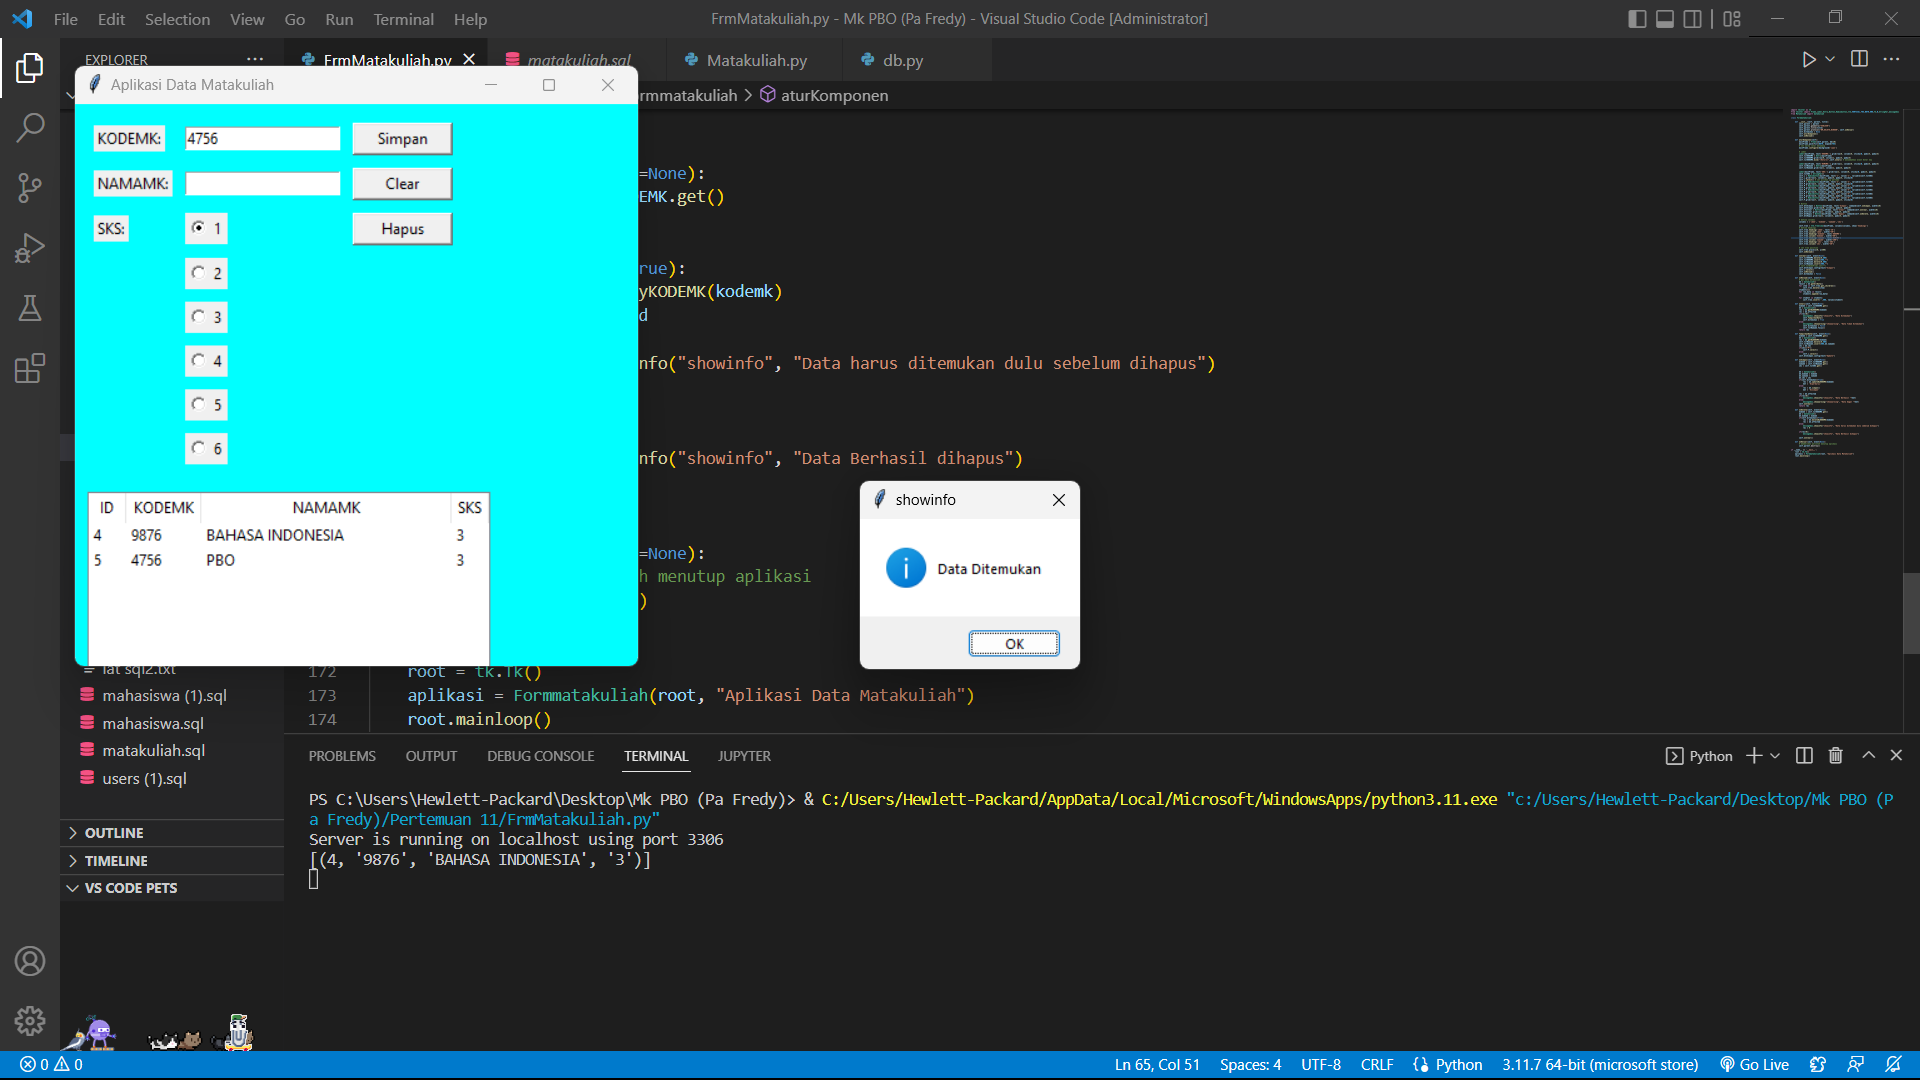 File Edit Selection View Go Run Terminal Help
FrmMatakuliah.py - Mk PBO (Pa Fredy) - Visual Studio Code [Administrator]
EXPLORER
FrmMatakuliah.py
matakuliah.sql
Matakuliah.py
db.py
Aplikasi Data Matakuliah
rmmatakuliah > aturKomponen
KODEMK: 4756 Simpan
NAMAMK: Clear
SKS: 1 Hapus
2
3
4
5
6
ID KODEMK NAMAMK SKS
4 9876 BAHASA INDONESIA 3
5 4756 PBO 3
=None):
EMK.get()
rue):
yKODEMK(kodemk)
d
nfo("showinfo", "Data harus ditemukan dulu sebelum dihapus")
nfo("showinfo", "Data Berhasil dihapus")
=None):
h menutup aplikasi
)
showinfo
Data Ditemukan
OK
172 root = tk.Tk()
173 aplikasi = Formmatakuliah(root, "Aplikasi Data Matakuliah")
174 root.mainloop()
lat sql2.txt
mahasiswa (1).sql
mahasiswa.sql
matakuliah.sql
users (1).sql
OUTLINE
TIMELINE
VS CODE PETS
PROBLEMS OUTPUT DEBUG CONSOLE TERMINAL JUPYTER
Python
PS C:\Users\Hewlett-Packard\Desktop\Mk PBO (Pa Fredy)> & C:/Users/Hewlett-Packard/AppData/Local/Microsoft/WindowsApps/python3.11.exe "c:/Users/Hewlett-Packard/Desktop/Mk PBO (P
a Fredy)/Pertemuan 11/FrmMatakuliah.py"
Server is running on localhost using port 3306
[(4, '9876', 'BAHASA INDONESIA', '3')]
0 0
Ln 65, Col 51 Spaces: 4 UTF-8 CRLF Python 3.11.7 64-bit (microsoft store) Go Live